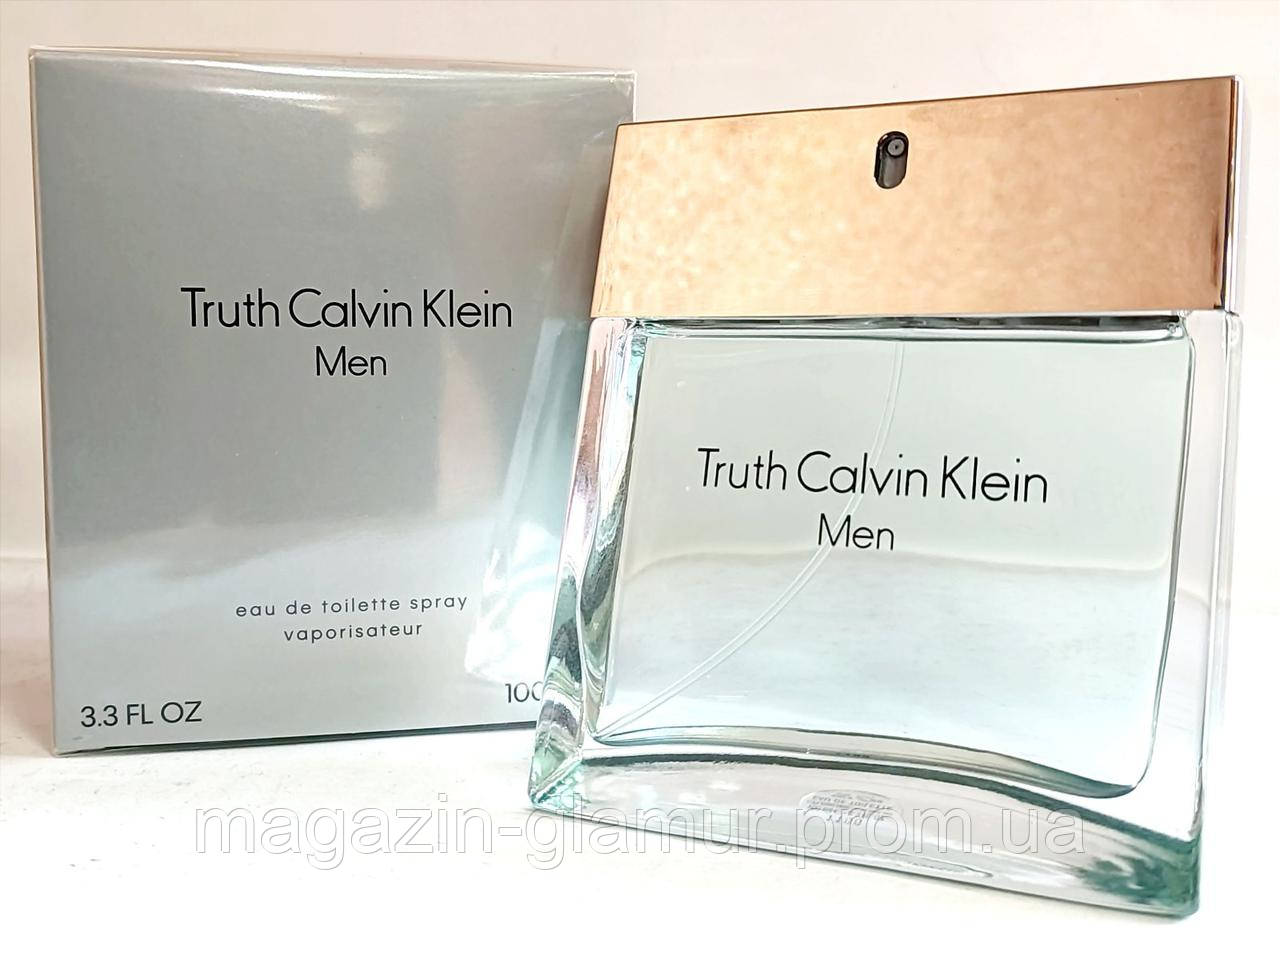 Truth Calvin Klein
Men
eau de toilette spray
vaporisateur
3.3 FL OZ
100
Truth Calvin Klein
Men
magazin-glamur.prom.ua